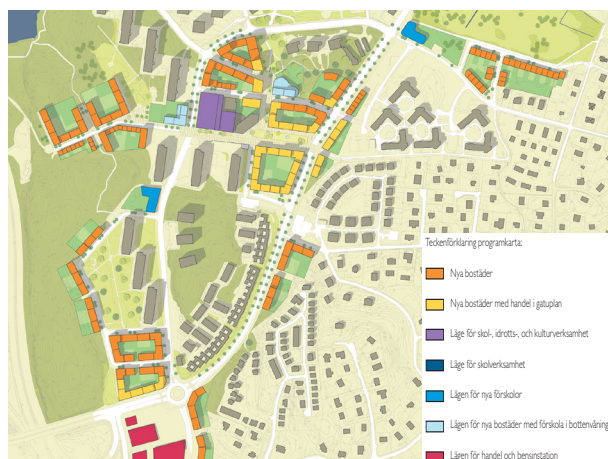 Teckenförklaring programkarta:
Nya bostäder
Nya bostäder med handel i gatuplan
Läge för skol-, idrotts-, och kulturverksamhet
Läge för skolverksamhet
Lägen för nya förskolor
Lägen för nya bostäder med förskola i bottenvåning
Lägen för handel och bensinstation